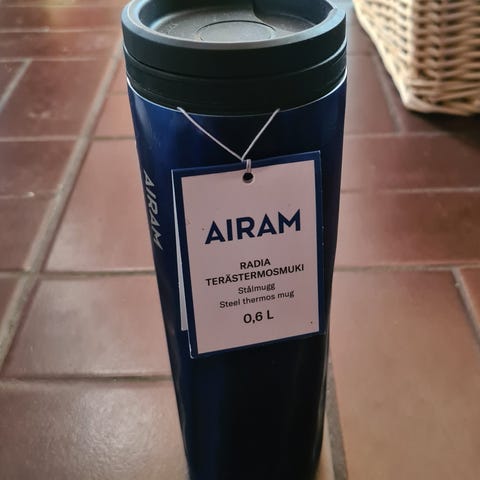 AIRAM
AIRAM
RADIA
TERÄSTERMOSMUKI
Stålmugg
Steel thermos mug
0,6 L